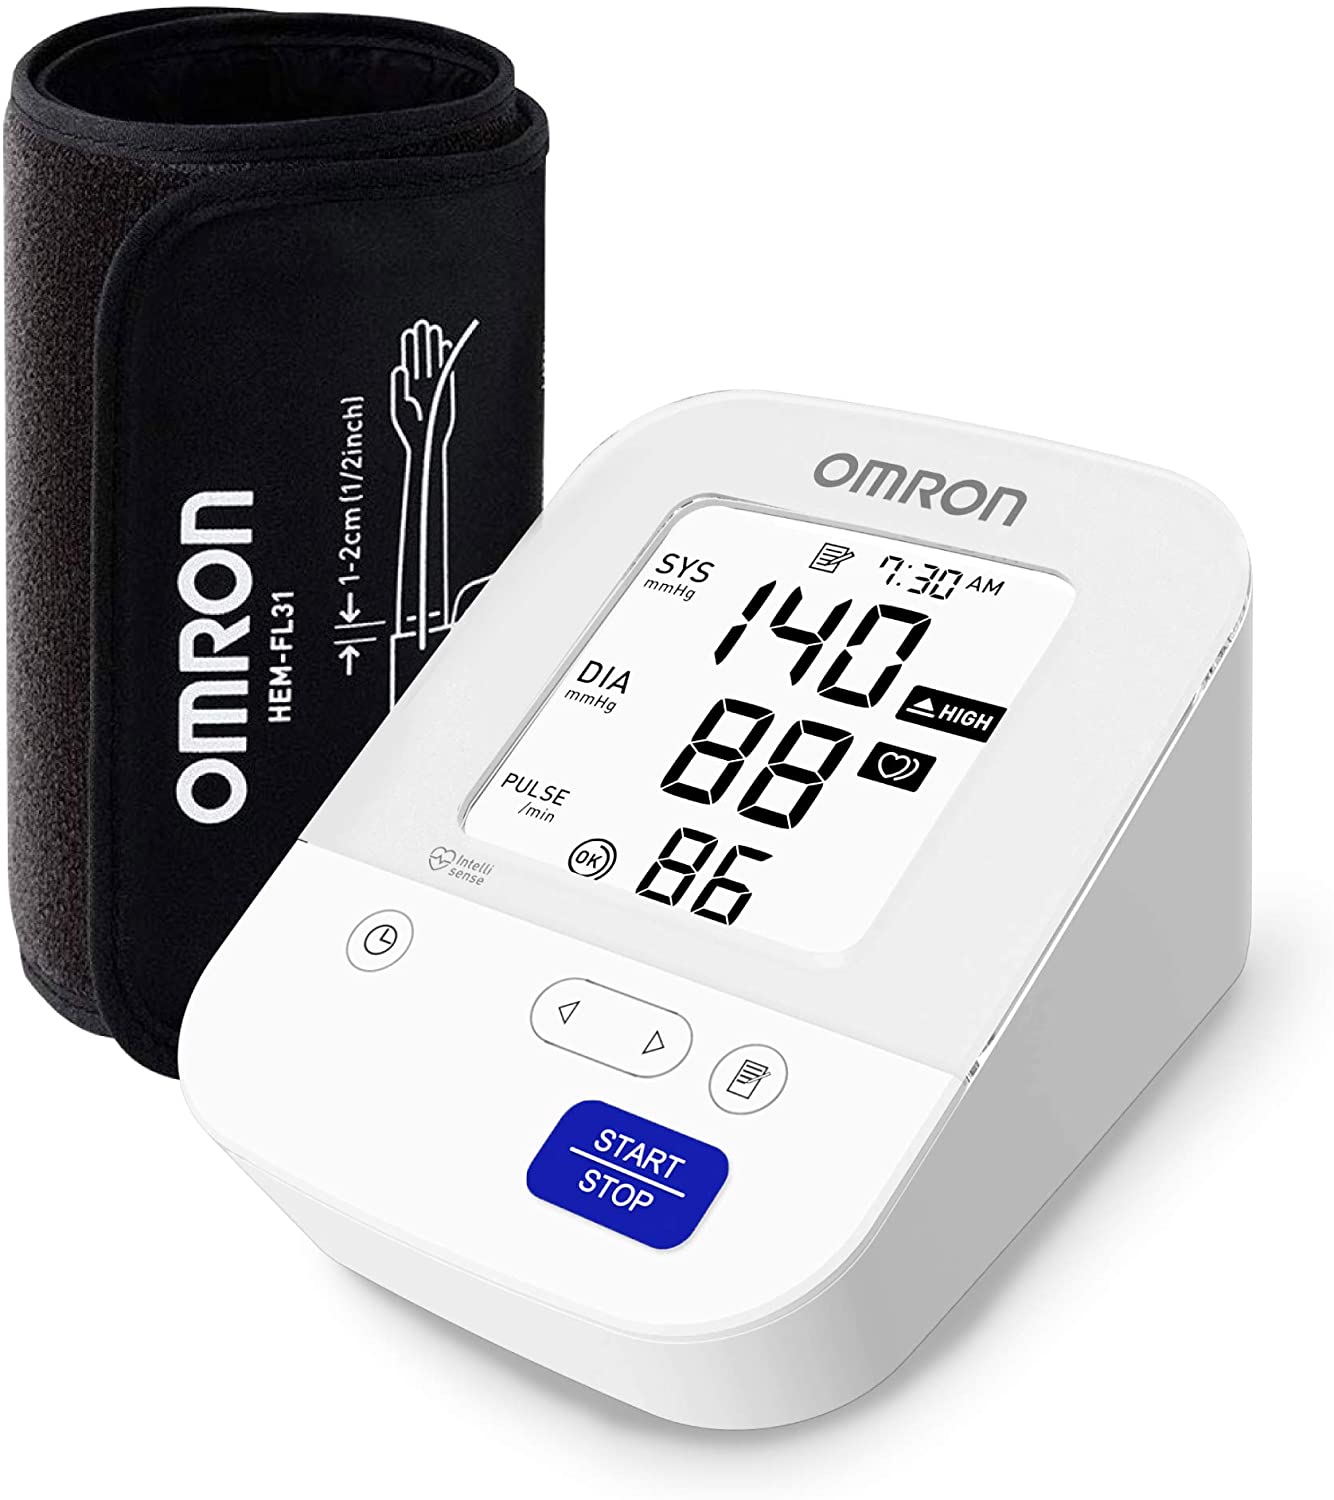 OMRON
HEM-FL31
1-2cm (1/2inch)
OMRON
7:30 AM
SYS
mmHg
140
HIGH
DIA
mmHg
88
PULSE
/min
OK
86
Intelli
sense
START
STOP